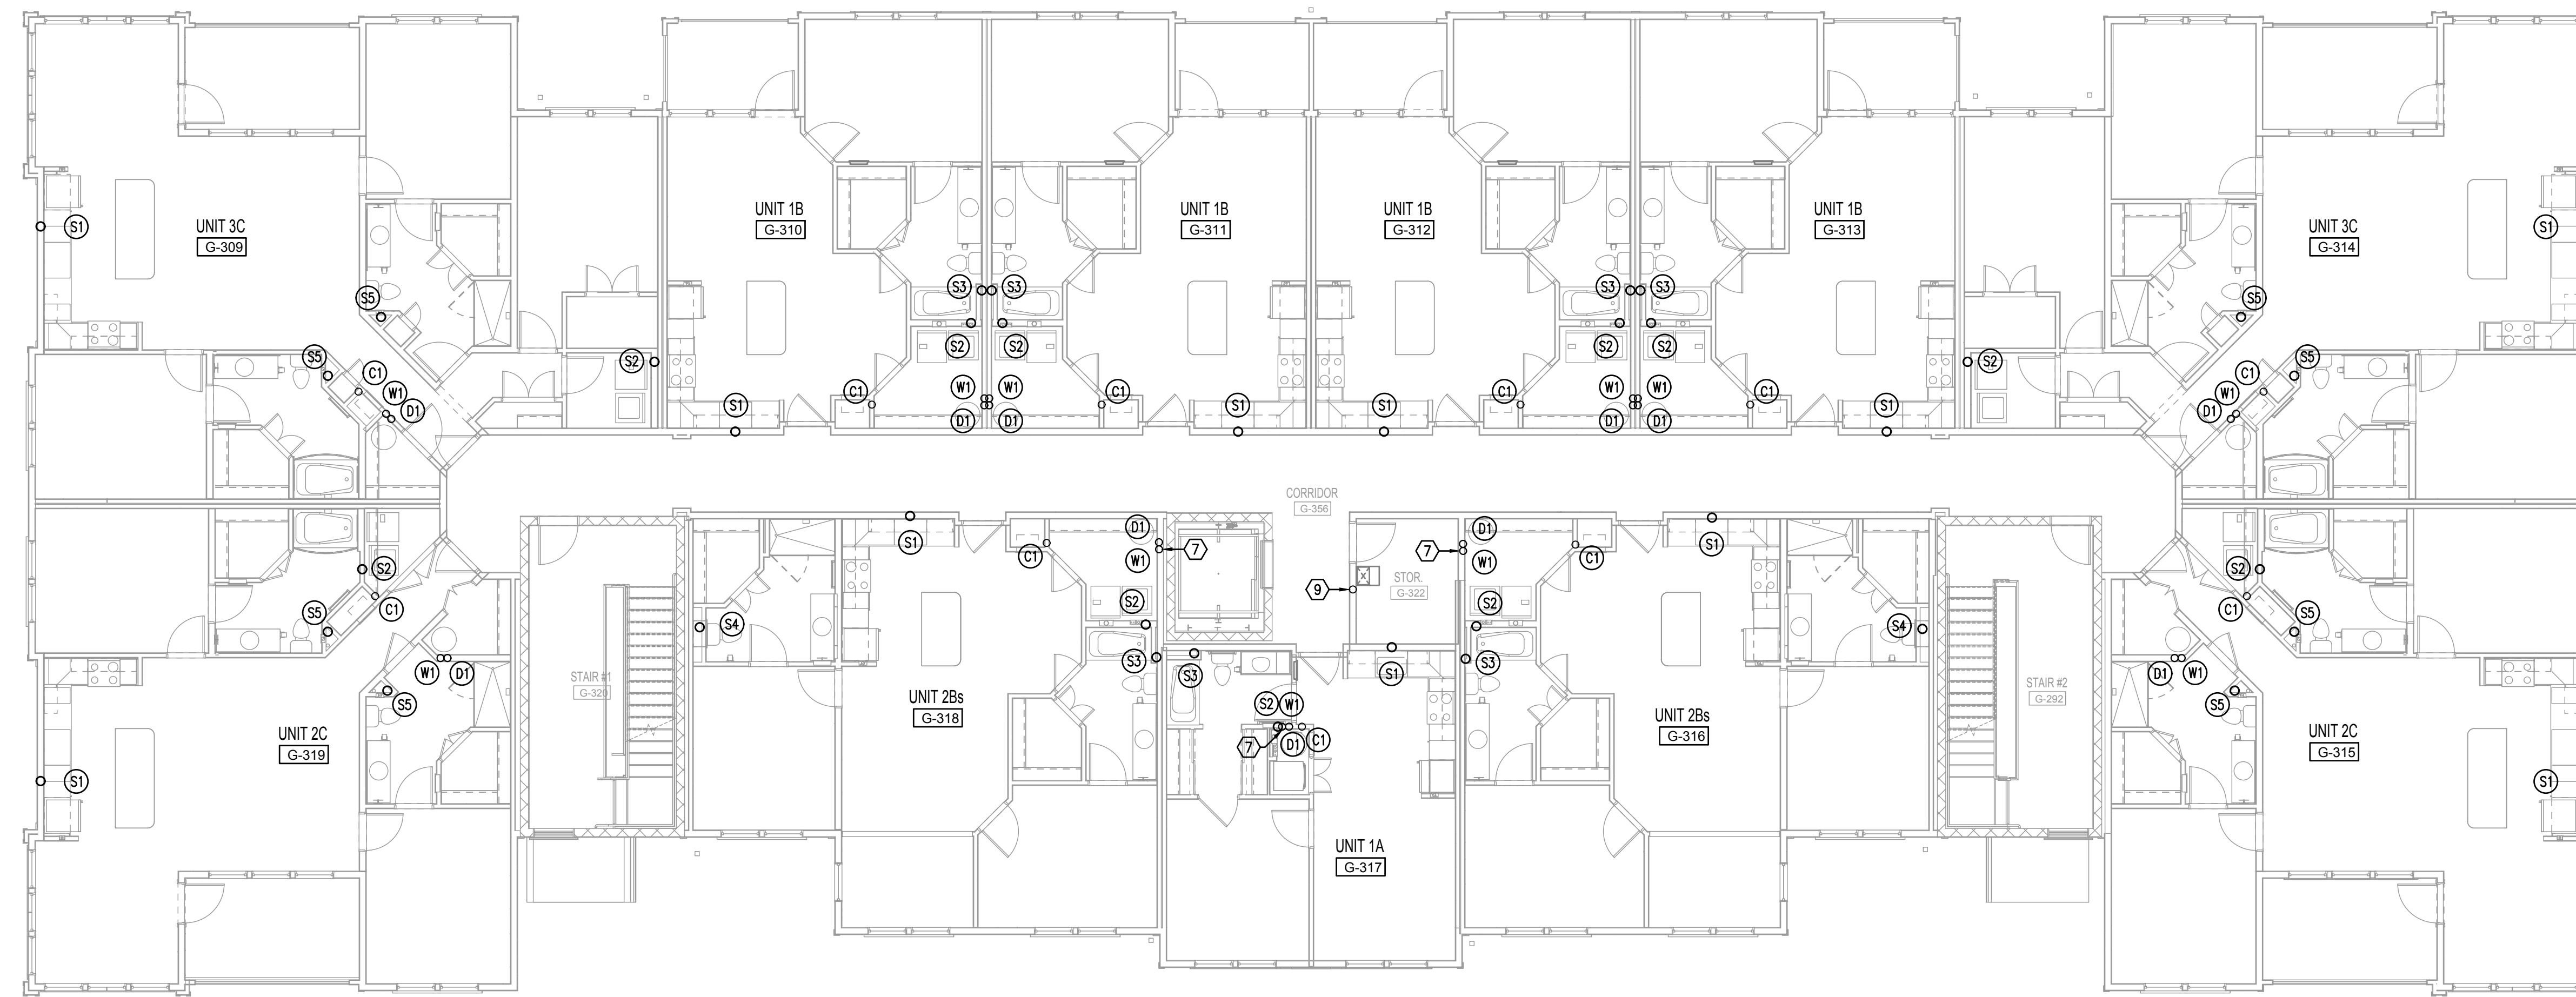 UNIT 1B
G-310
UNIT 1B
G-311
UNIT 1B
G-312
UNIT 1B
G-313
UNIT 3C
G-309
UNIT 3C
G-314
S1
S1
S5
S5
S3
S3
S3
S3
S5
S5
S2
S2
S2
S2
S2
S2
C1
W1
D1
C1
W1
W1
C1
C1
W1
W1
C1
C1
W1
D1
S1
D1
D1
S1
S1
D1
D1
S1
CORRIDOR
G-356
S1
C1
D1
W1
7
7
D1
W1
C1
S1
S2
C1
S5
S2
9
STOR.
G-322
S2
S2
C1
S5
S4
S3
S3
S1
S3
S4
W1
D1
S5
D1
W1
S5
STAIR #1
G-320
UNIT 2Bs
G-318
S2
W1
7
D1
C1
UNIT 2Bs
G-316
STAIR #2
G-292
UNIT 2C
G-319
S1
UNIT 2C
G-315
S1
UNIT 1A
G-317